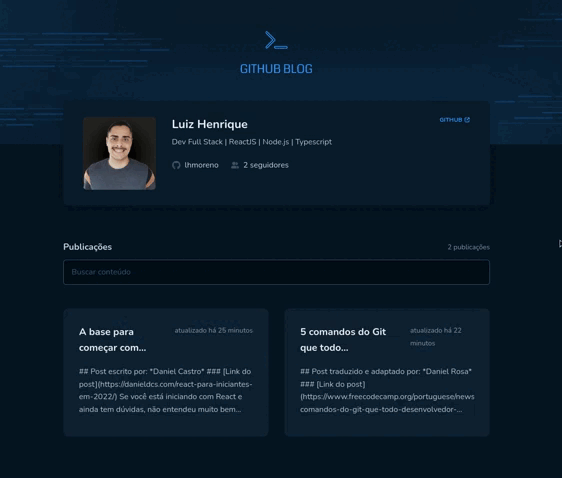 GITHUB BLOG
Luiz Henrique
GITHUB
Dev Full Stack | ReactJS | Node.js | Typescript
lhmoreno
2 seguidores
Publicações
2 publicações
Buscar conteúdo
A base para
começar com...
atualizado há 25 minutos
## Post escrito por: *Daniel Castro* ### [Link do
post](https://danieldcs.com/react-para-iniciantes-
em-2022/) Se você está iniciando com React e
ainda tem dúvidas, não entendeu muito bem...
5 comandos do Git
que todo...
atualizado há 22
minutos
## Post traduzido e adaptado por: *Daniel Rosa*
### [Link do post]
(https://www.freecodecamp.org/portuguese/news
comandos-do-git-que-todo-desenvolvedor-...